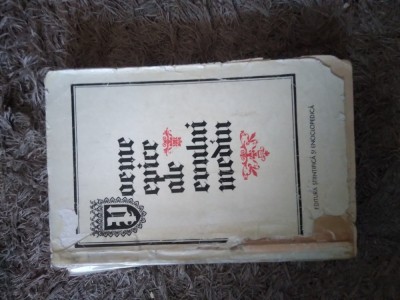 Poeme
epice
ale
evului
mediu
EDITURA ȘTIINȚIFICĂ ȘI ENCICLOPEDICĂ